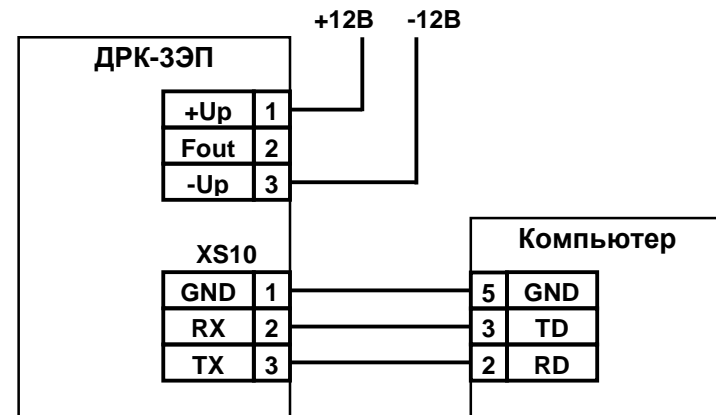 +12В -12В
ДРК-3ЭП
+Up 1
Fout 2
-Up 3
Компьютер
XS10
GND 1 5 GND
RX 2 3 TD
TX 3 2 RD